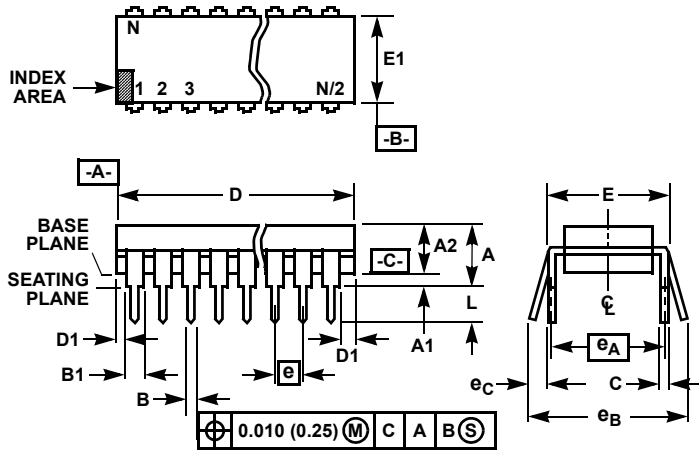 N
E1
INDEX
AREA
1 2 3 N/2
-B-
-A-
D
E
BASE
PLANE
A2
A
-C-
SEATING
PLANE
L
C
L
D1
A1
D1
eA
B1
e
eC
C
B
eB
0.010 (0.25) M C A B S